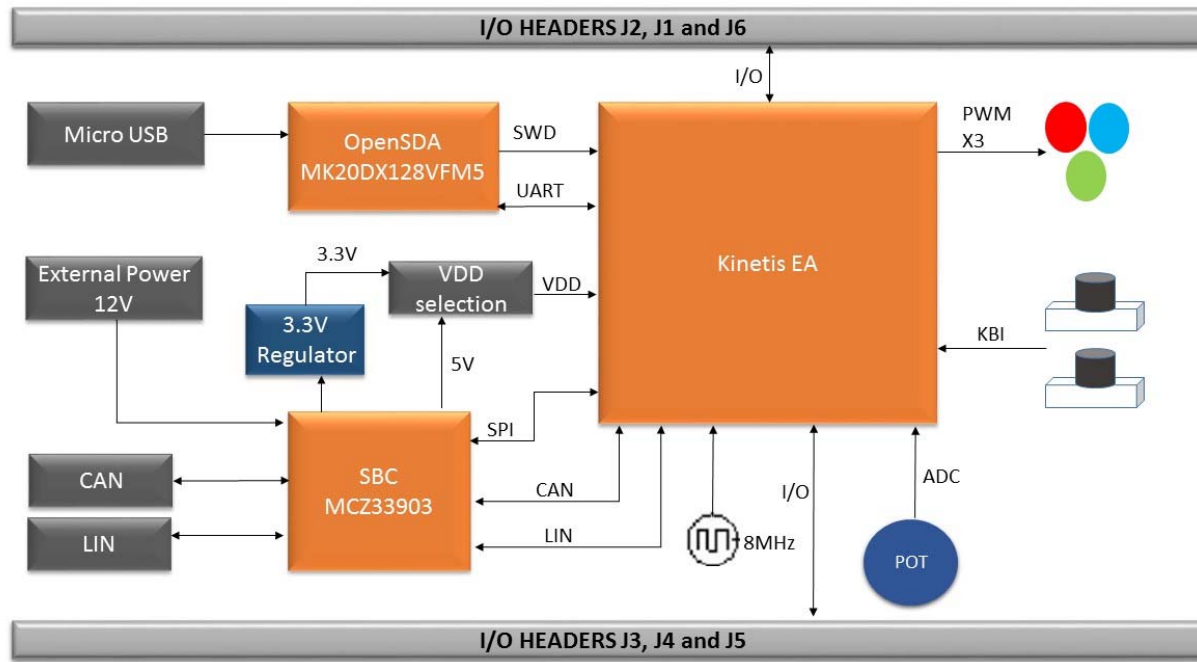 I/O HEADERS J2, J1 and J6
I/O
Micro USB
OpenSDA
MK20DX128VFM5
SWD
UART
PWM
X3
Kinetis EA
External Power
12V
3.3V
VDD
selection
VDD
3.3V
Regulator
5V
KBI
SPI
SBC
MCZ33903
CAN
LIN
CAN
LIN
8MHz
I/O
ADC
POT
I/O HEADERS J3, J4 and J5